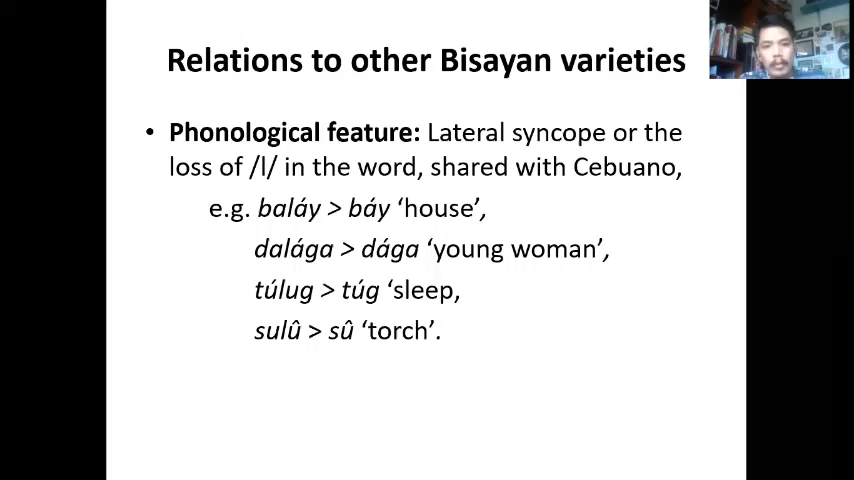 Relations to other Bisayan varieties
• Phonological feature: Lateral syncope or the
loss of /l/ in the word, shared with Cebuano,
e.g. baláy > báy ‘house’,
dalága > dága ‘young woman’,
túlug > túg ‘sleep,
sulû > sû ‘torch’.